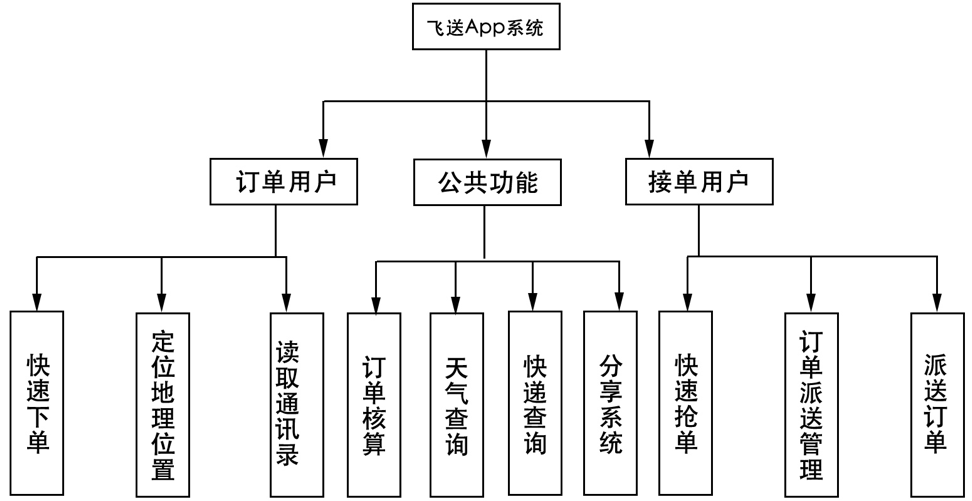 飞送App系统
订单用户
公共功能
接单用户
快速下单
定位地理位置
读取通讯录
订单核算
天气查询
快递查询
分享系统
快速抢单
订单派送管理
派送订单